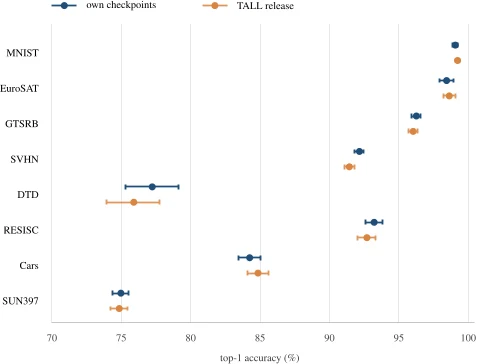 own checkpoints TALL release
MNIST
EuroSAT
GTSRB
SVHN
DTD
RESISC
Cars
SUN397
70 75 80 85 90 95 100
top-1 accuracy (%)